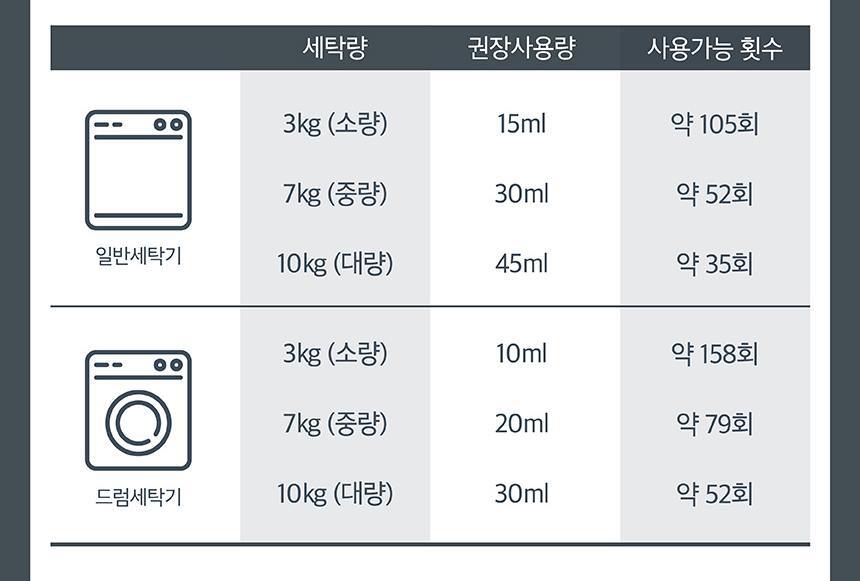 세탁량 권장사용량 사용가능 횟수
3kg (소량) 15ml 약 105회
7kg (중량) 30ml 약 52회
10kg (대량) 45ml 약 35회
일반세탁기
3kg (소량) 10ml 약 158회
7kg (중량) 20ml 약 79회
10kg (대량) 30ml 약 52회
드럼세탁기